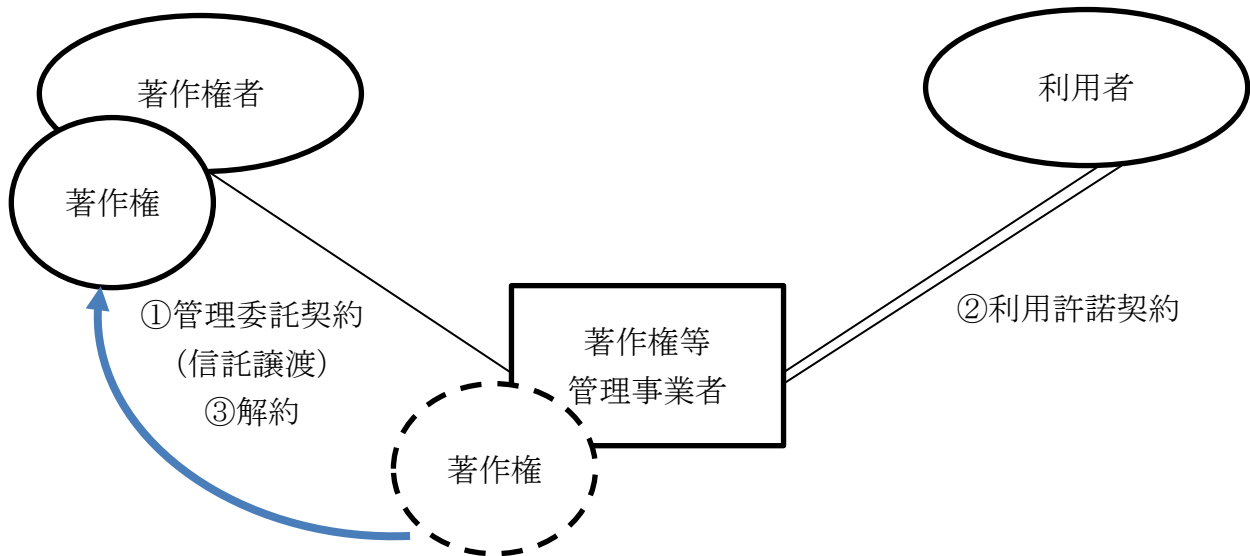 著作権者
利用者
著作権
①管理委託契約
(信託譲渡)
③解約
②利用許諾契約
著作権等
管理事業者
著作権